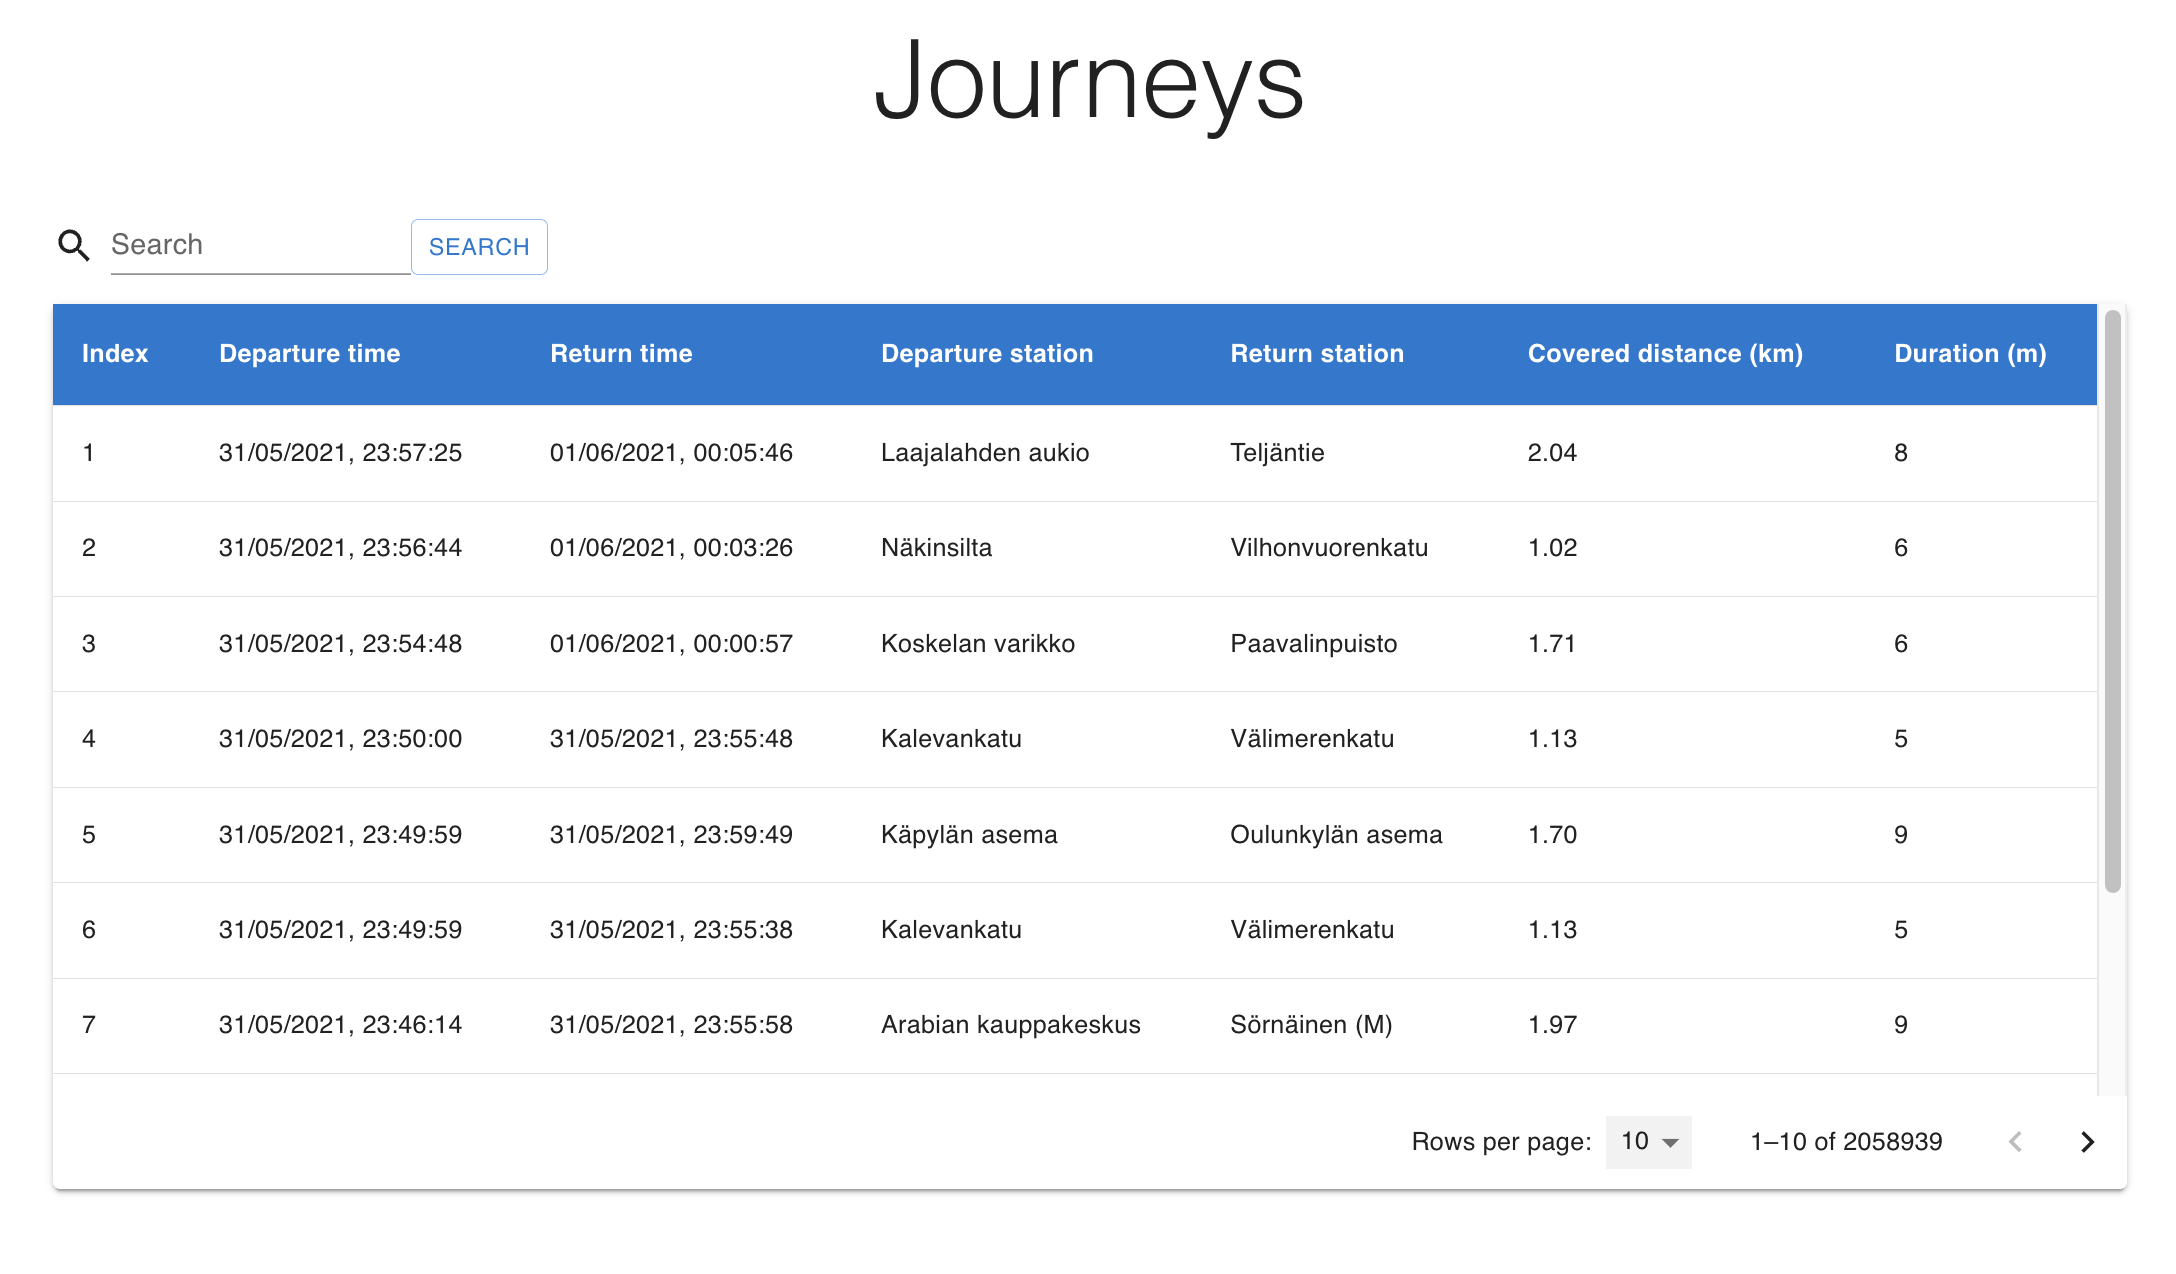 Journeys
Search SEARCH
Index Departure time Return time Departure station Return station Covered distance (km) Duration (m)
1 31/05/2021, 23:57:25 01/06/2021, 00:05:46 Laajalahden aukio Teljäntie 2.04 8
2 31/05/2021, 23:56:44 01/06/2021, 00:03:26 Näkinsilta Vilhonvuorenkatu 1.02 6
3 31/05/2021, 23:54:48 01/06/2021, 00:00:57 Koskelan varikko Paavalinpuisto 1.71 6
4 31/05/2021, 23:50:00 31/05/2021, 23:55:48 Kalevankatu Välimerenkatu 1.13 5
5 31/05/2021, 23:49:59 31/05/2021, 23:59:49 Käpylän asema Oulunkylän asema 1.70 9
6 31/05/2021, 23:49:59 31/05/2021, 23:55:38 Kalevankatu Välimerenkatu 1.13 5
7 31/05/2021, 23:46:14 31/05/2021, 23:55:58 Arabian kauppakeskus Sörnäinen (M) 1.97 9
Rows per page: 10 1–10 of 2058939